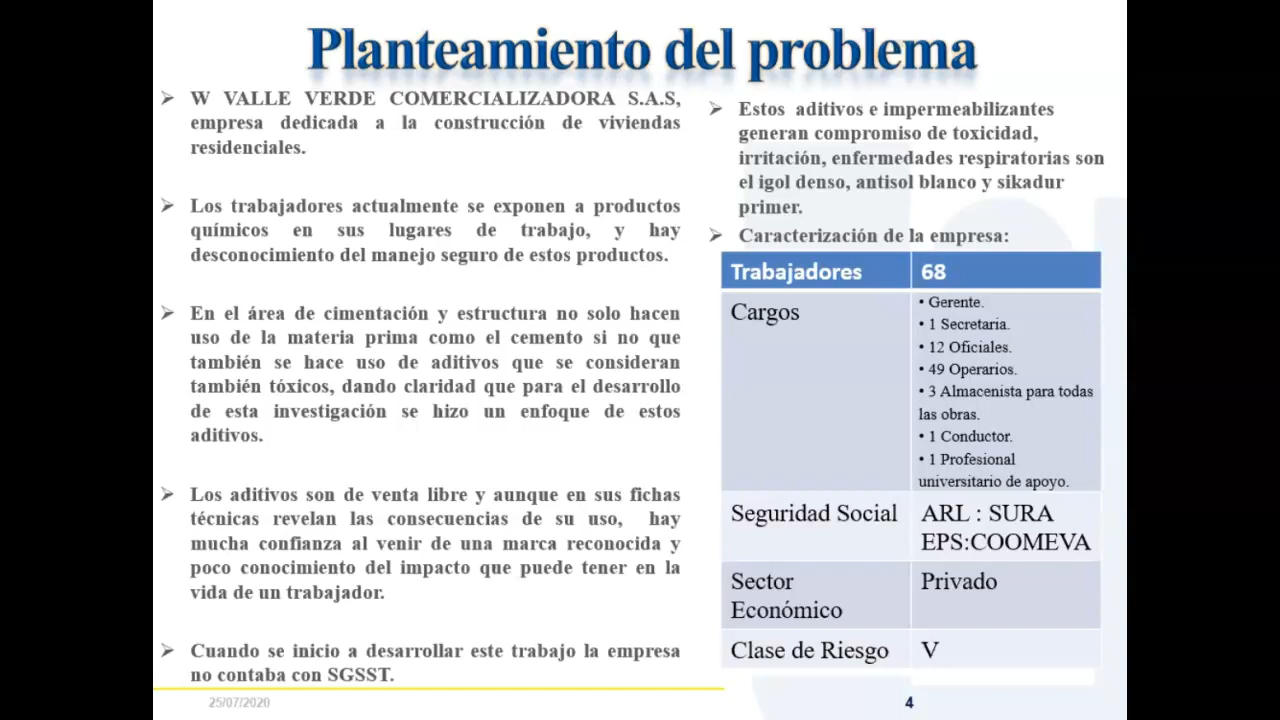 Planteamiento del problema
W VALLE VERDE COMERCIALIZADORA S.A.S,
empresa dedicada a la construcción de viviendas
residenciales.
Los trabajadores actualmente se exponen a productos
químicos en sus lugares de trabajo, y hay
desconocimiento del manejo seguro de estos productos.
En el área de cimentación y estructura no solo hacen
uso de la materia prima como el cemento si no que
también se hace uso de aditivos que se consideran
también tóxicos, dando claridad que para el desarrollo
de esta investigación se hizo un enfoque de estos
aditivos.
Los aditivos son de venta libre y aunque en sus fichas
técnicas revelan las consecuencias de su uso, hay
mucha confianza al venir de una marca reconocida y
poco conocimiento del impacto que puede tener en la
vida de un trabajador.
Cuando se inicio a desarrollar este trabajo la empresa
no contaba con SGSST.
Estos aditivos e impermeabilizantes
generan compromiso de toxicidad,
irritación, enfermedades respiratorias son
el igol denso, antisol blanco y sikadur
primer.
Caracterización de la empresa:
Trabajadores 68
Cargos
• Gerente.
• 1 Secretaria.
• 12 Oficiales.
• 49 Operarios.
• 3 Almacenista para todas
las obras.
• 1 Conductor.
• 1 Profesional
universitario de apoyo.
Seguridad Social ARL : SURA
EPS:COOMEVA
Sector Privado
Económico
Clase de Riesgo V
25/07/2020
4